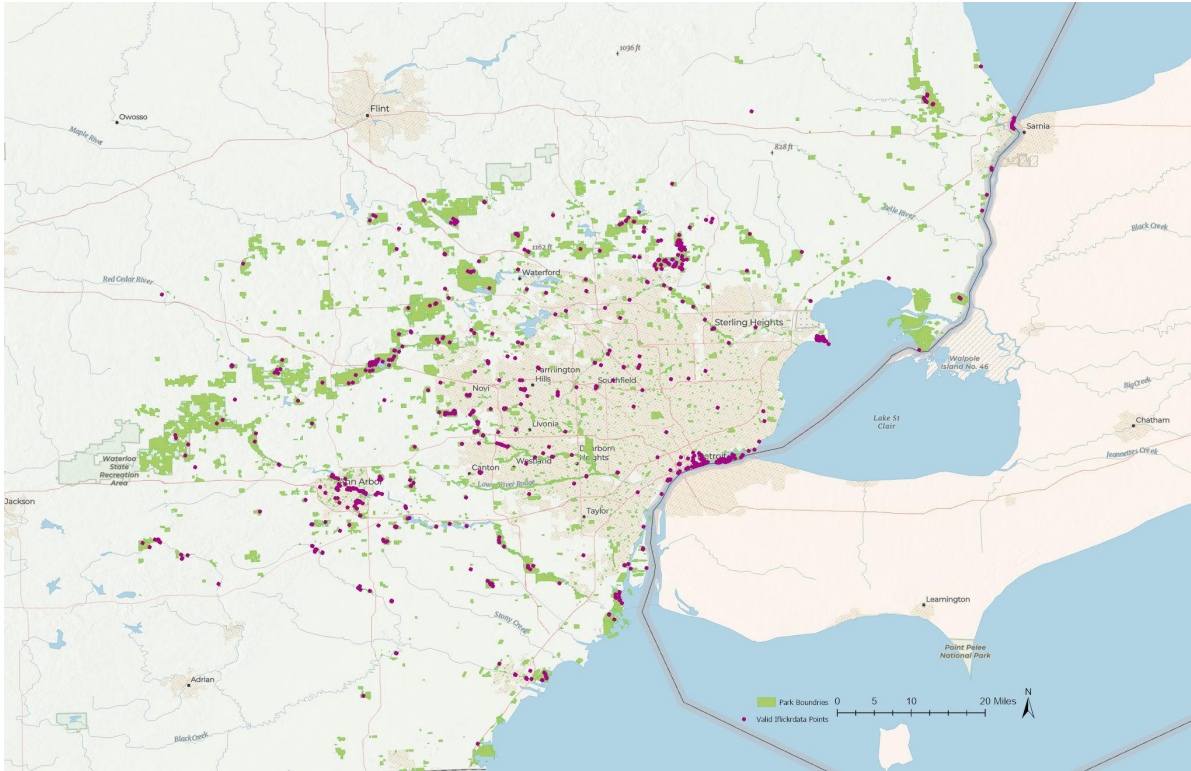 1036 ft
Flint
Owosso
Maple River
Sarnia
828 ft
Belle River
Black Creek
1162 ft
Waterford
Red Cedar River
Sterling Heights
Walpole
Island No. 46
Farmington
Hills
Southfield
Novi
Big Creek
Lake St
Clair
Chatham
Livonia
Jeannettes Creek
Dearborn
Heights
Detroit
Waterloo
State
Recreation
Area
Westland
Canton
Ann Arbor
Lower River Rouge
Jackson
Taylor
Leamington
Stony Creek
Point Pelee
National Park
Adrian
N
Park Boundries
0 5 10 20 Miles
Valid Iflickrdata Points
Black Creek